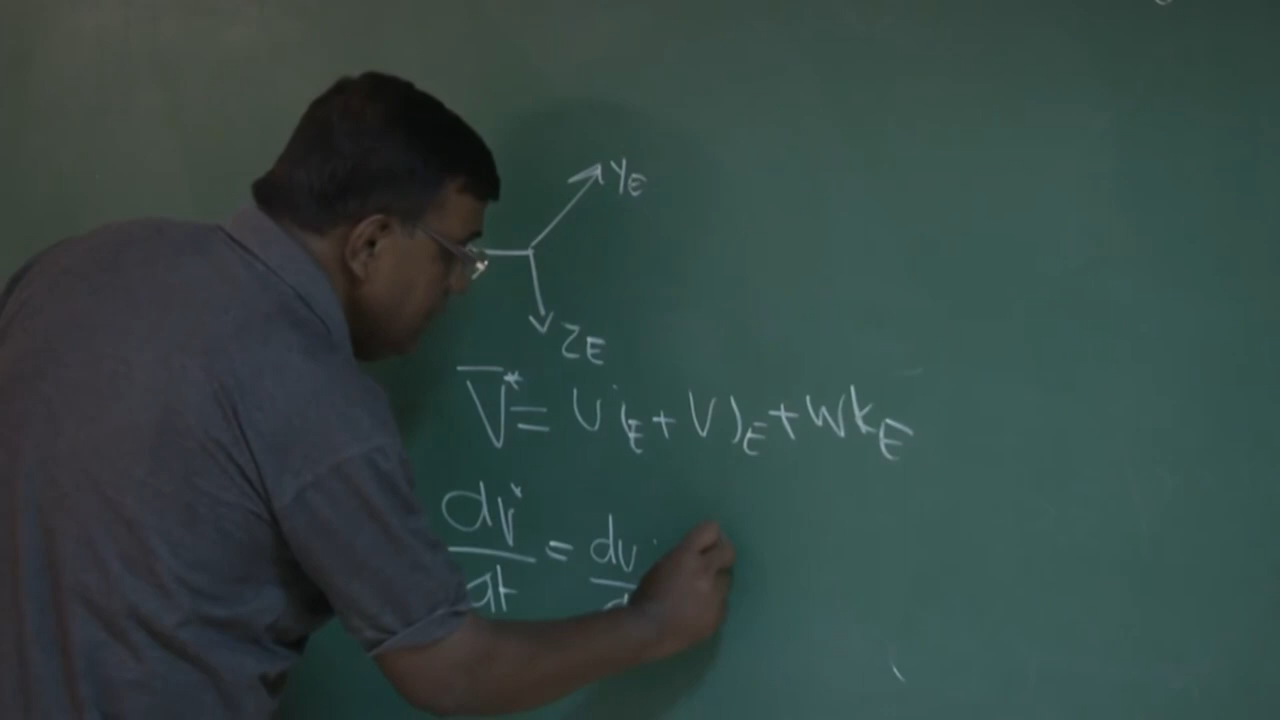 YE
ZE
V̅* = U iE + V jE + W kE
dV*/dt = du/d